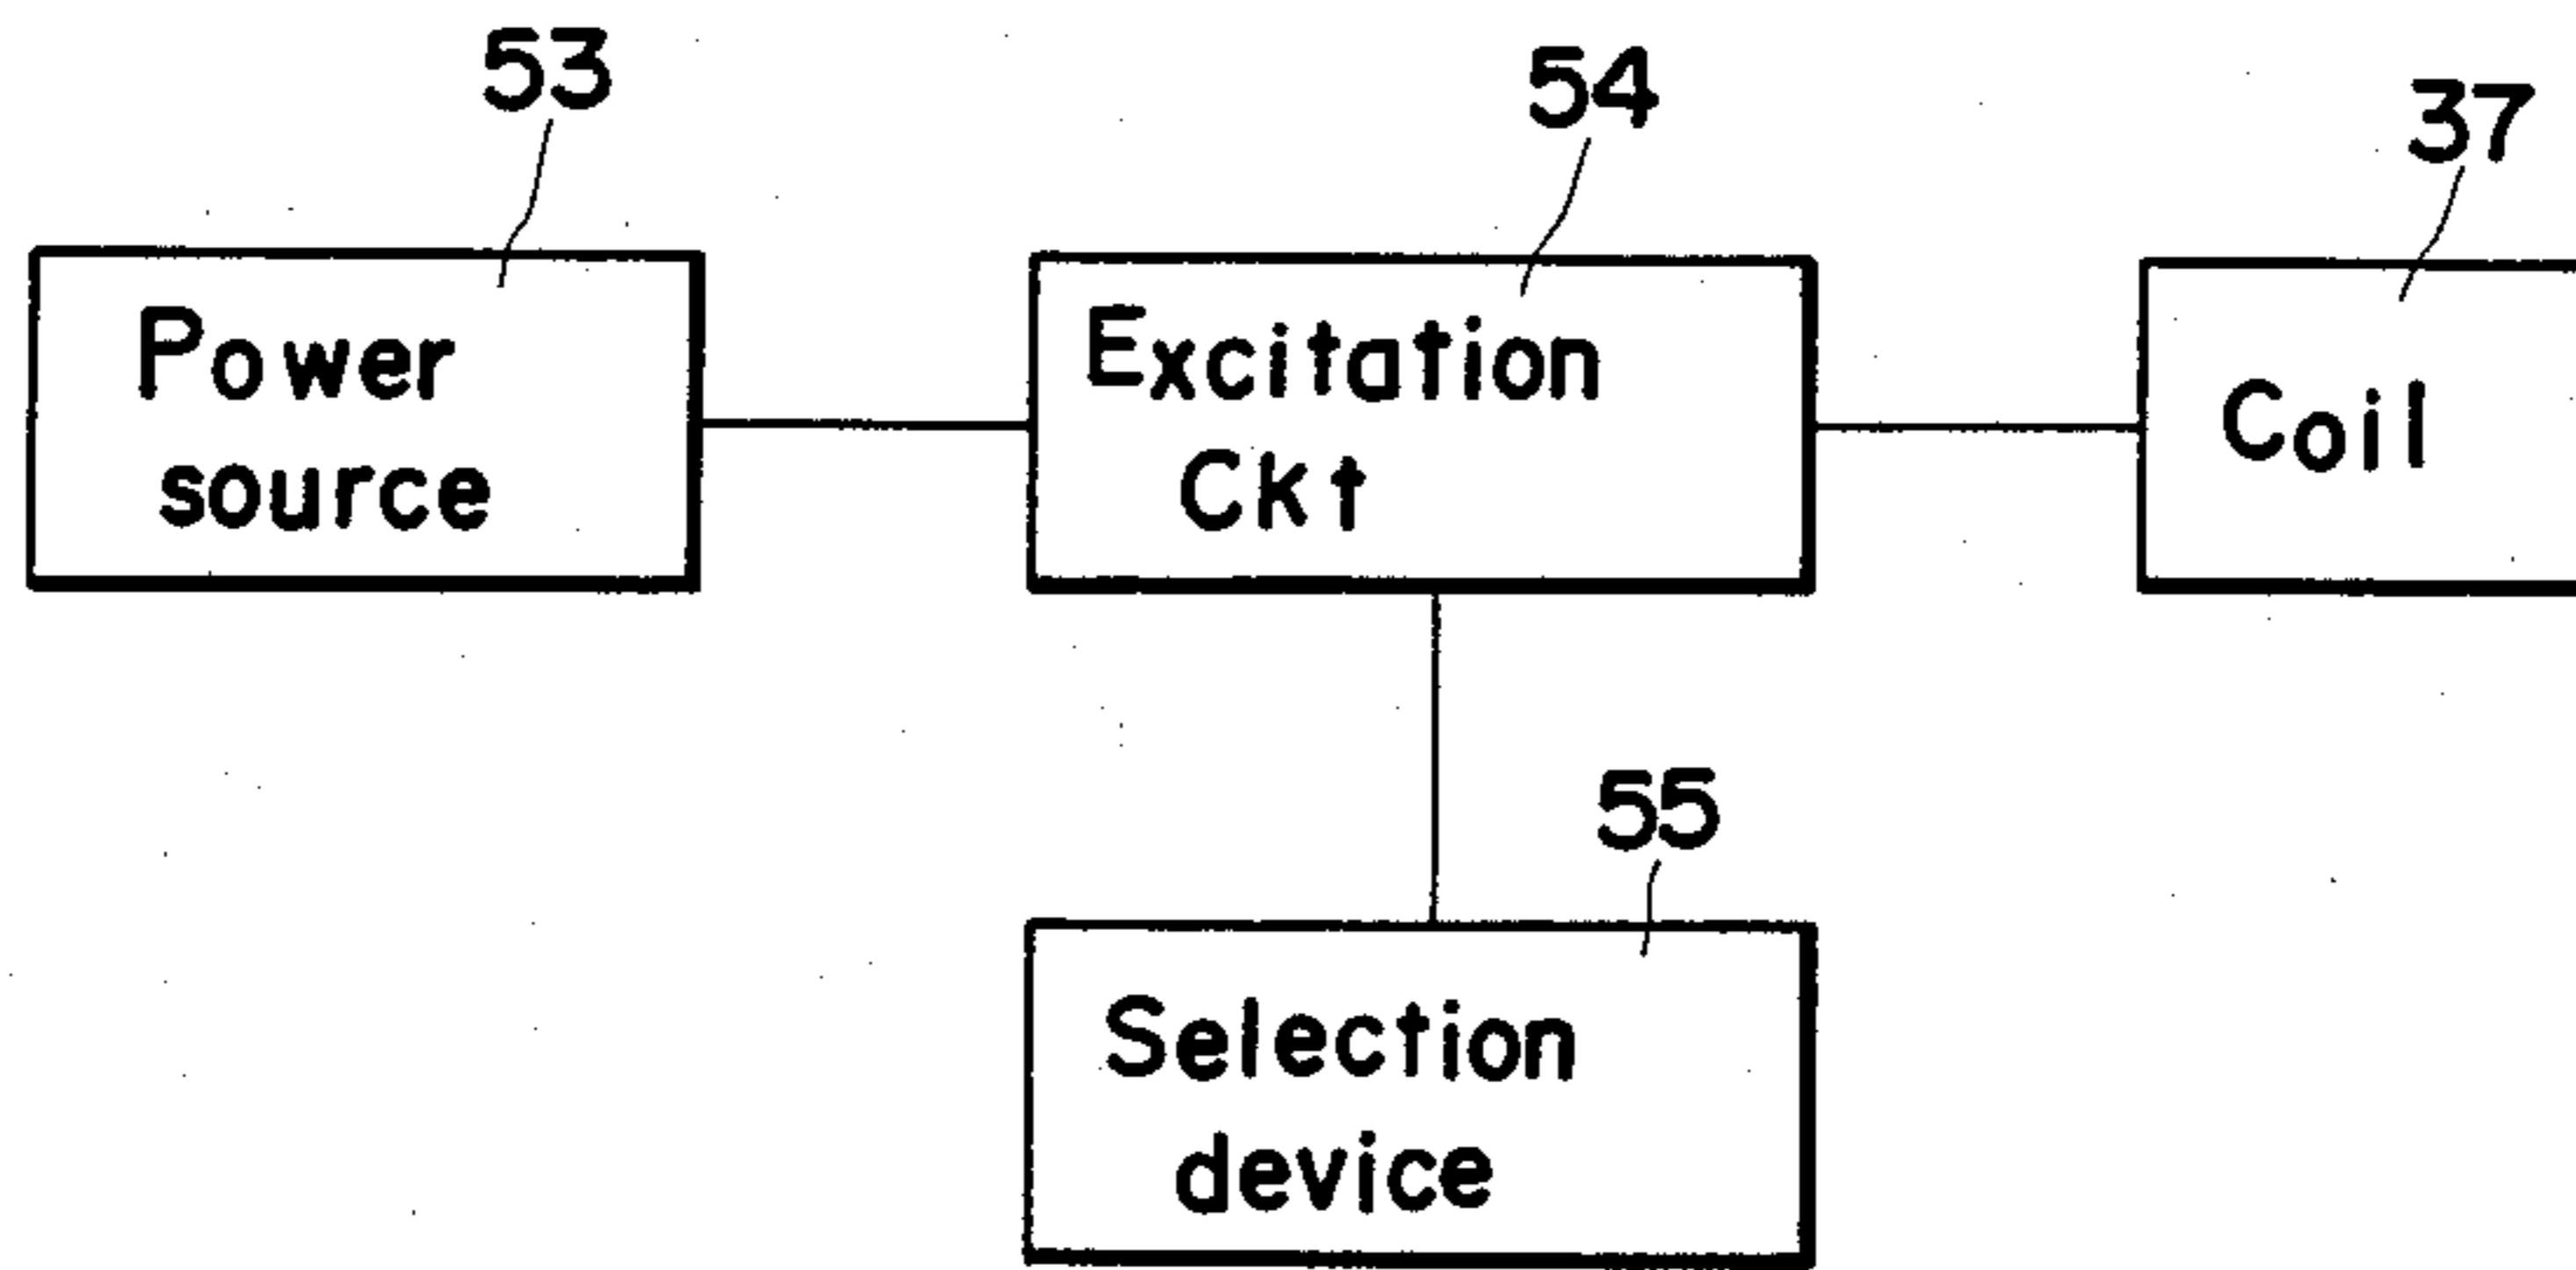 53
54
37
Power
source
Excitation
Ckt
Coil
55
Selection
device